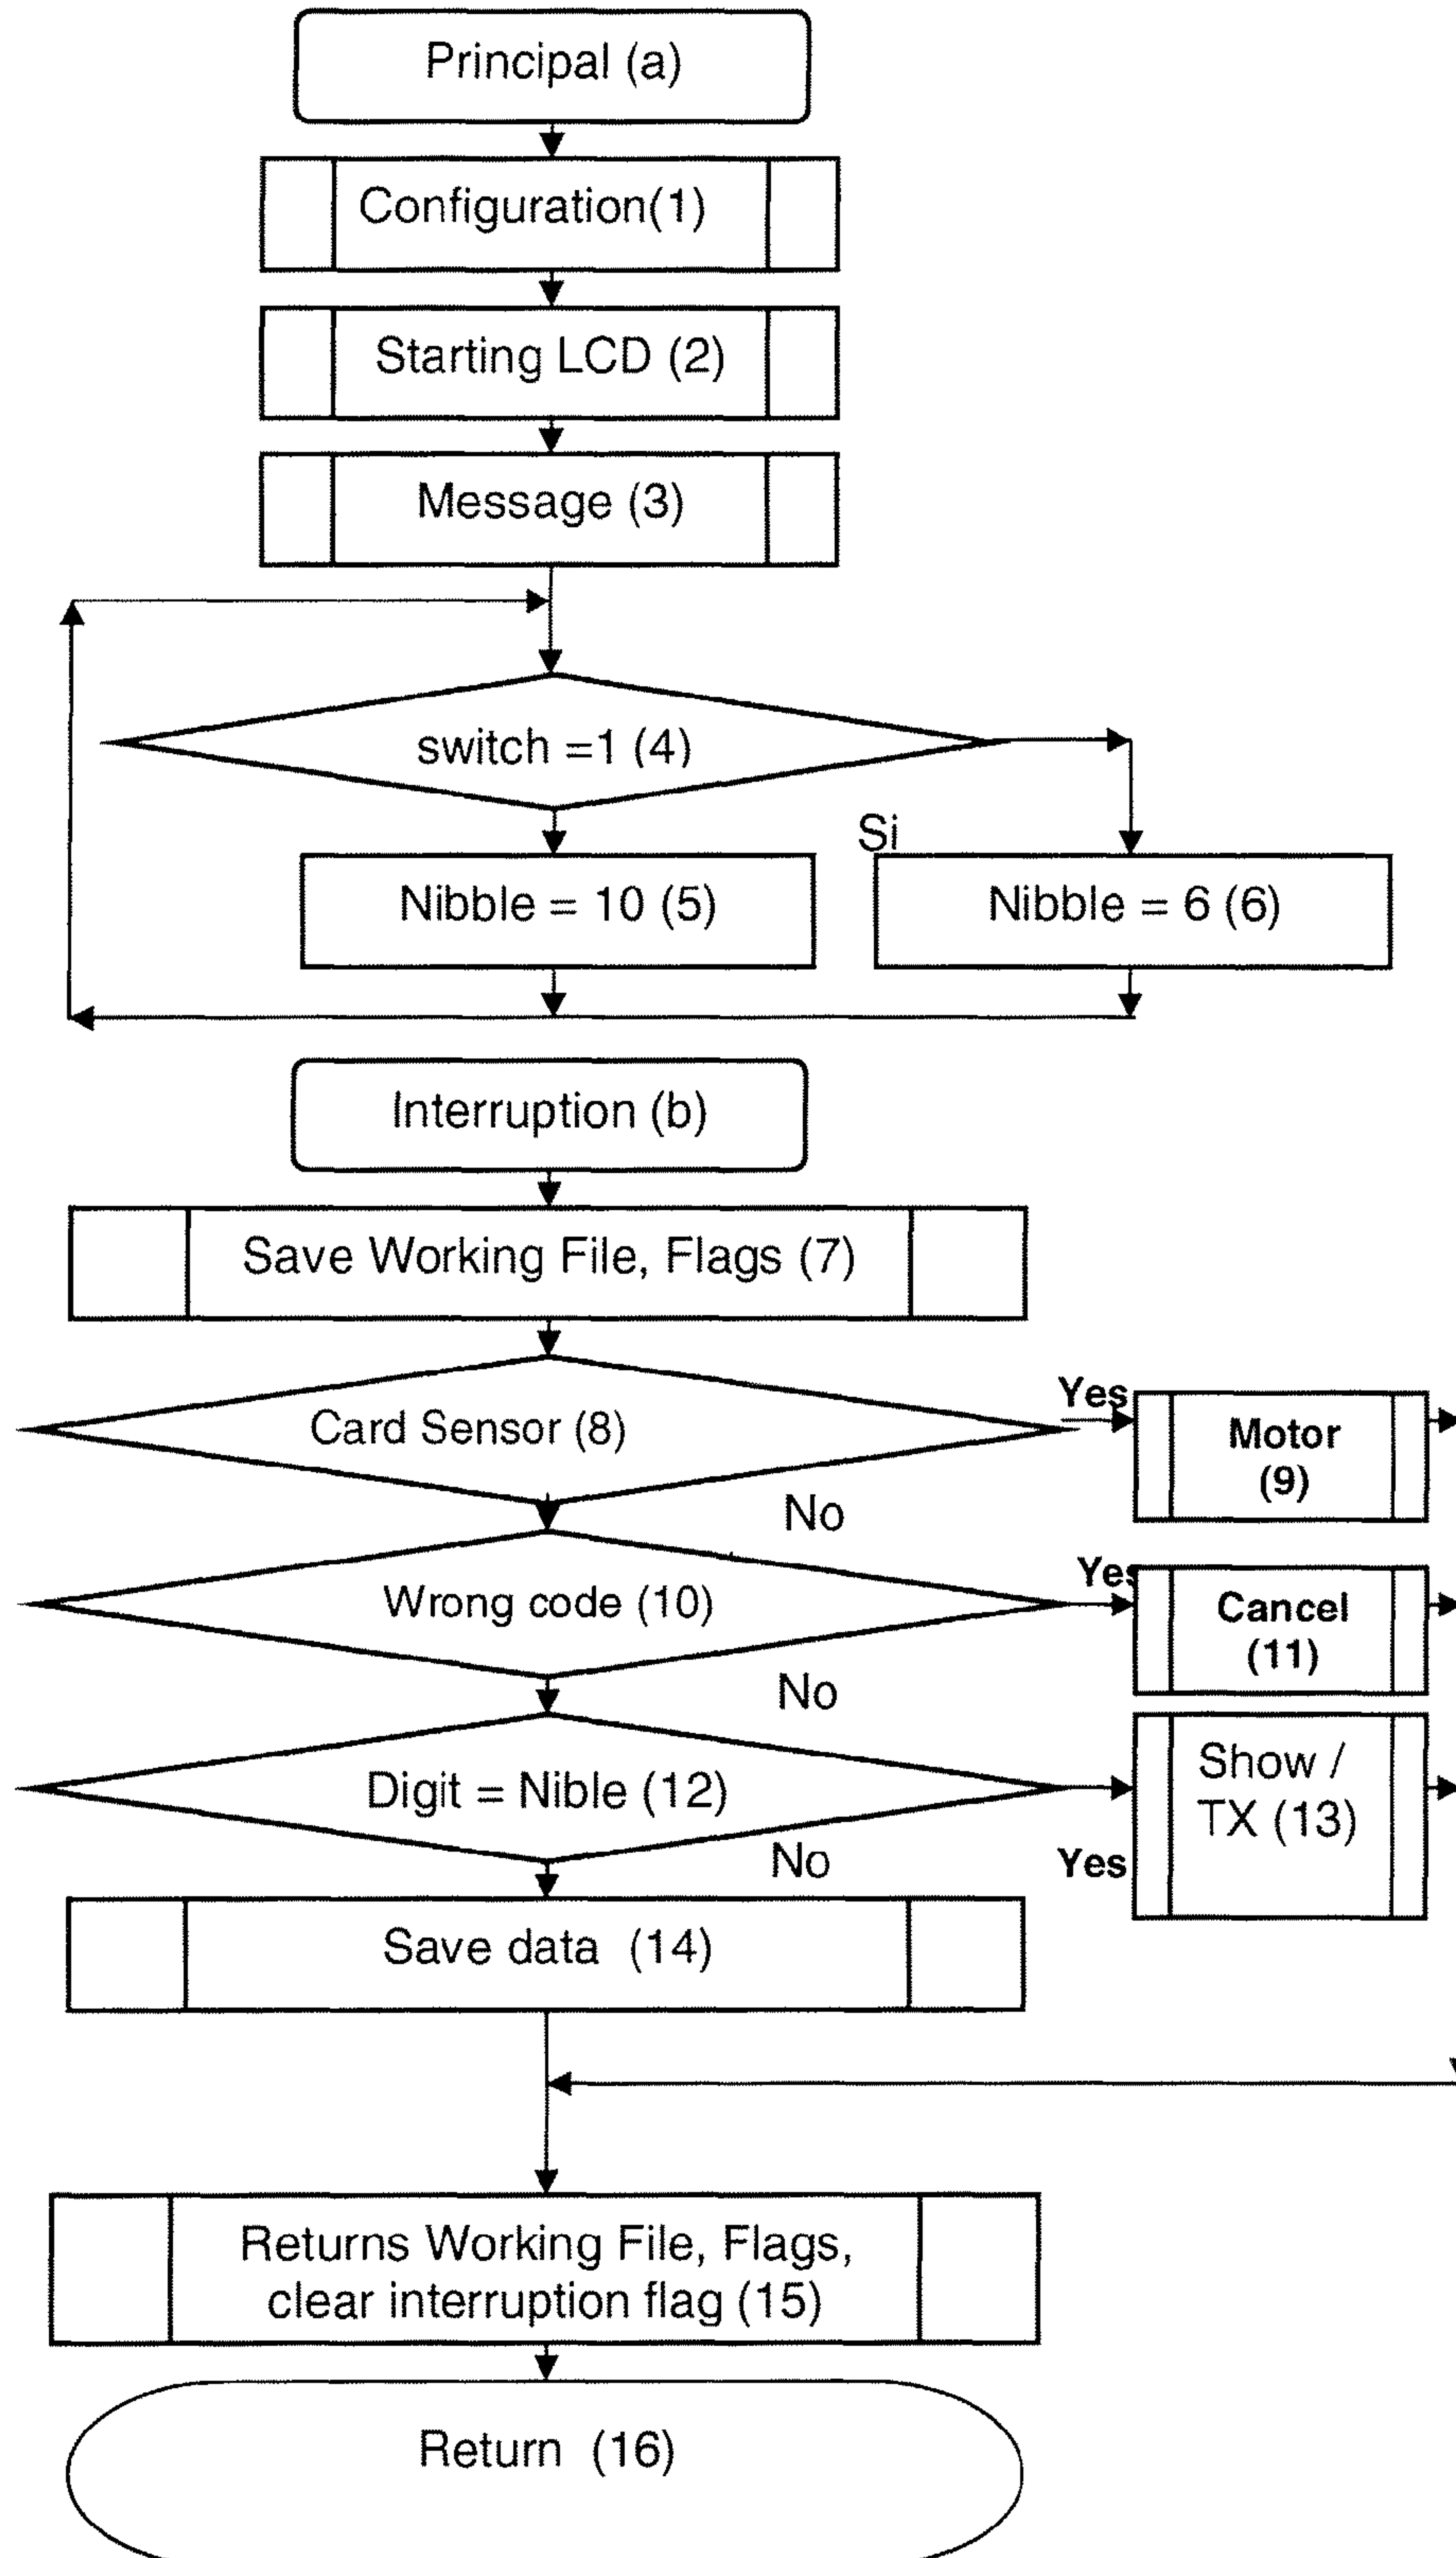 Principal (a)
Configuration(1)
Starting LCD (2)
Message (3)
switch =1 (4)
Si
Nibble = 10 (5)
Nibble = 6 (6)
Interruption (b)
Save Working File, Flags (7)
Card Sensor (8)
Yes
Motor
(9)
No
Wrong code (10)
Yes
Cancel
(11)
No
Digit = Nible (12)
Show /
TX (13)
Yes
No
Save data (14)
Returns Working File, Flags,
clear interruption flag (15)
Return (16)